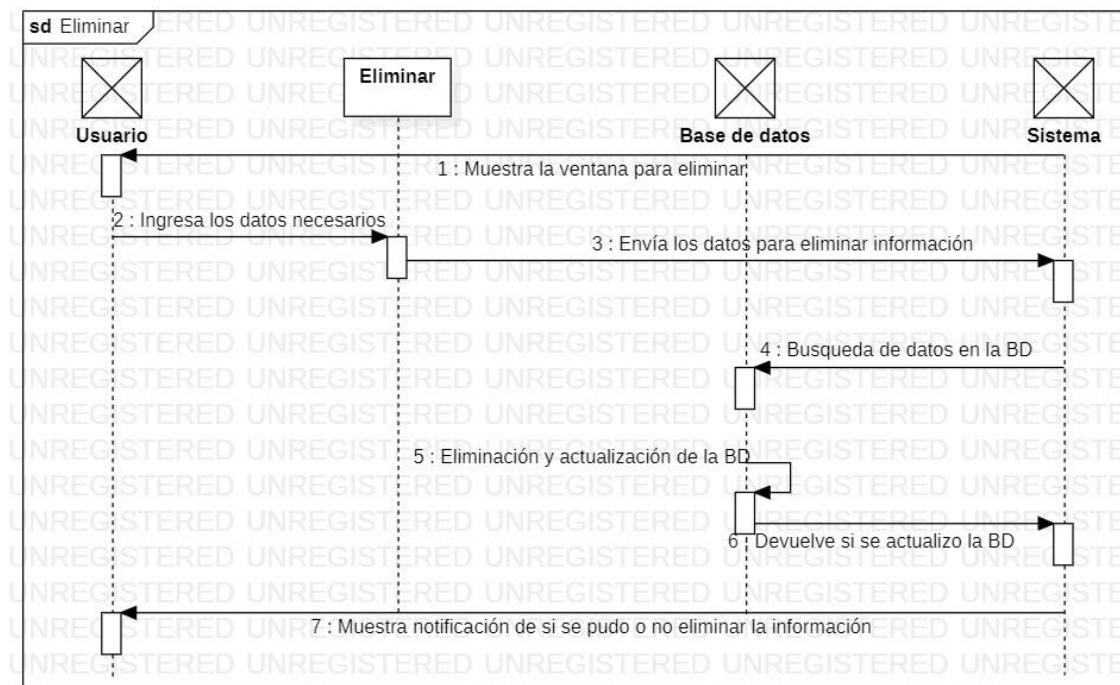 sd Eliminar
Eliminar
Usuario
Base de datos
Sistema
1 : Muestra la ventana para eliminar
2 : Ingresa los datos necesarios
3 : Envía los datos para eliminar información
4 : Busqueda de datos en la BD
5 : Eliminación y actualización de la BD
6 : Devuelve si se actualizo la BD
7 : Muestra notificación de si se pudo o no eliminar la información
UNREGISTERED